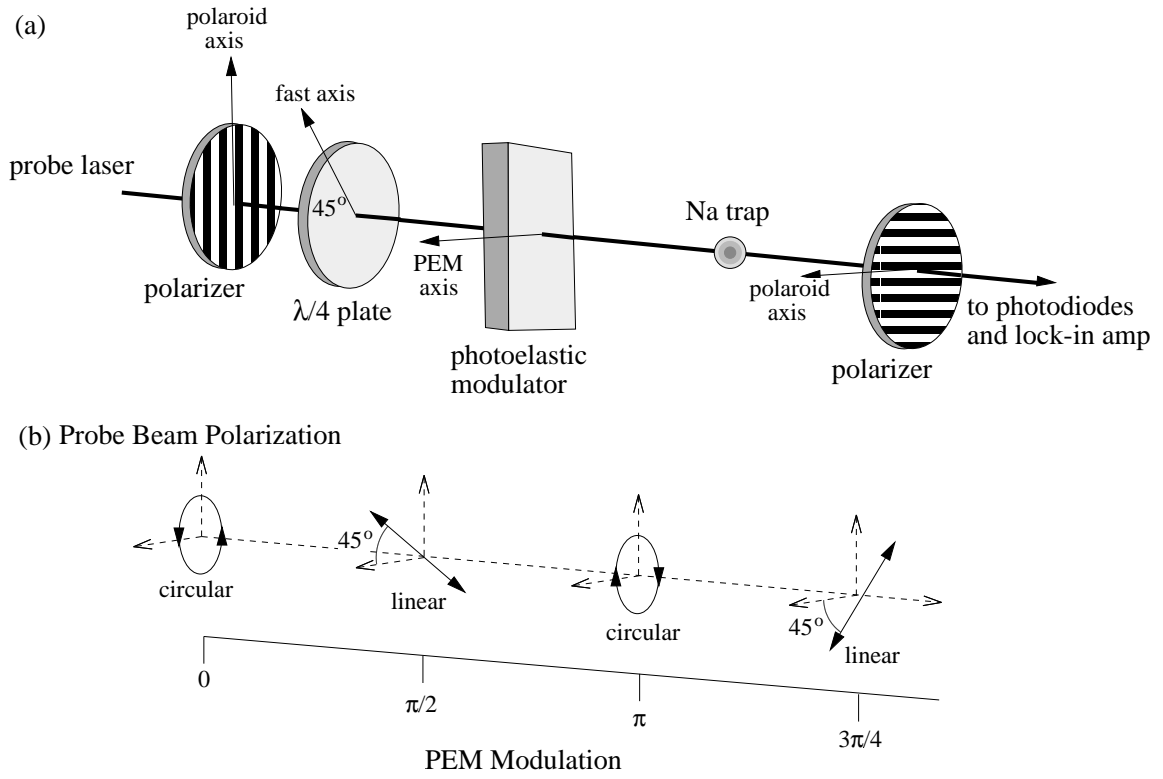 (a)
polaroid
axis
fast axis
probe laser
45°
Na trap
PEM
axis
polarizer
λ/4 plate
polaroid
axis
to photodiodes
and lock-in amp
photoelastic
modulator
polarizer
(b) Probe Beam Polarization
45°
circular
linear
circular
45°
linear
0
π/2
π
3π/4
PEM Modulation